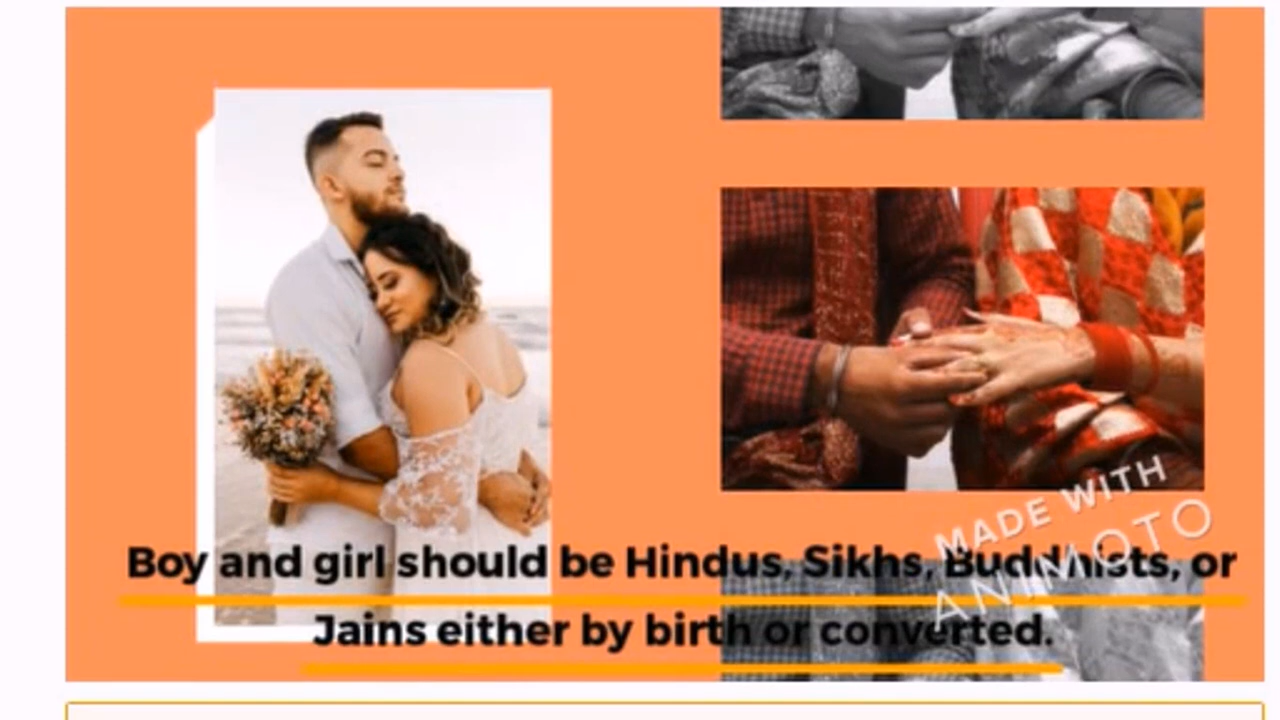 Boy and girl should be Hindus, Sikhs, Buddhists, or
Jains either by birth or converted.
MADE WITH
ANIMOTO